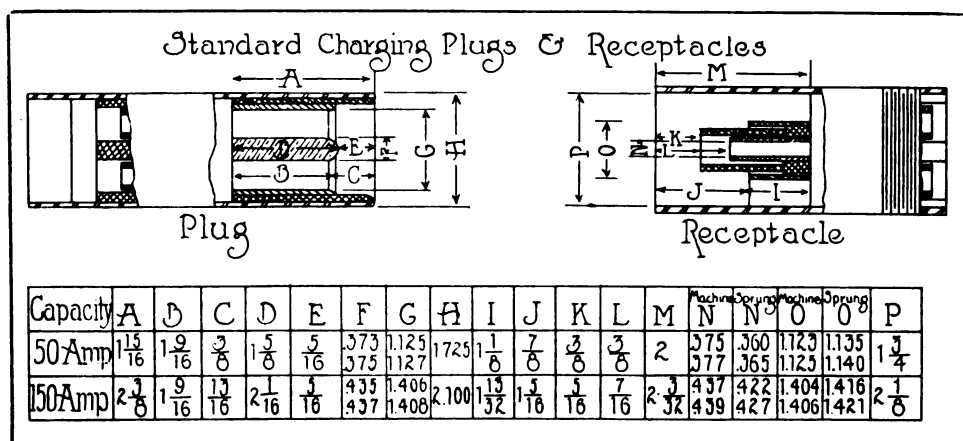 Standard Charging Plugs & Receptacles
A M
D E F G H B C
P O N K L J I
Plug Receptacle
Capacity A B C D E F G H I J K L M Machine N Sprung N Machine O Sprung O P
50 Amp 1 15/16 1 9/16 3/8 1 5/8 5/16 .373 .375 1.125 1.127 1.725 1 1/8 7/8 3/8 3/8 2 .375 .377 .360 .365 1.123 1.125 1.135 1.140 1 3/4
150 Amp 2 3/8 1 9/16 13/16 2 1/16 5/16 .435 .437 1.406 1.408 2.100 1 13/32 1 5/16 5/16 7/16 2 3/32 .437 .439 .422 .427 1.404 1.406 1.416 1.421 2 1/8